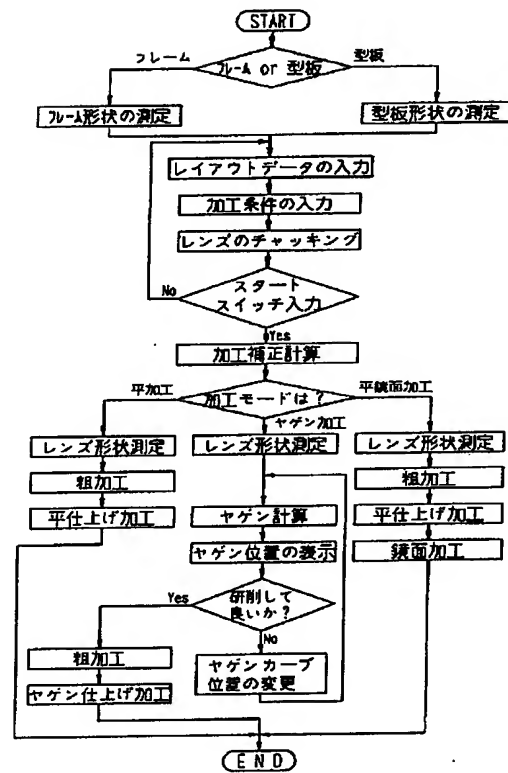 START
フレーム
型板
フレーム or 型板
フレーム形状の測定
型板形状の測定
レイアウトデータの入力
加工条件の入力
レンズのチャッキング
No
スタート
スイッチ入力
Yes
加工補正計算
平加工
加工モードは？
平鏡面加工
ヤゲン加工
レンズ形状測定
レンズ形状測定
レンズ形状測定
粗加工
粗加工
平仕上げ加工
ヤゲン計算
平仕上げ加工
ヤゲン位置の表示
鏡面加工
Yes
研削して
良いか？
No
粗加工
ヤゲンカーブ
位置の変更
ヤゲン仕上げ加工
END